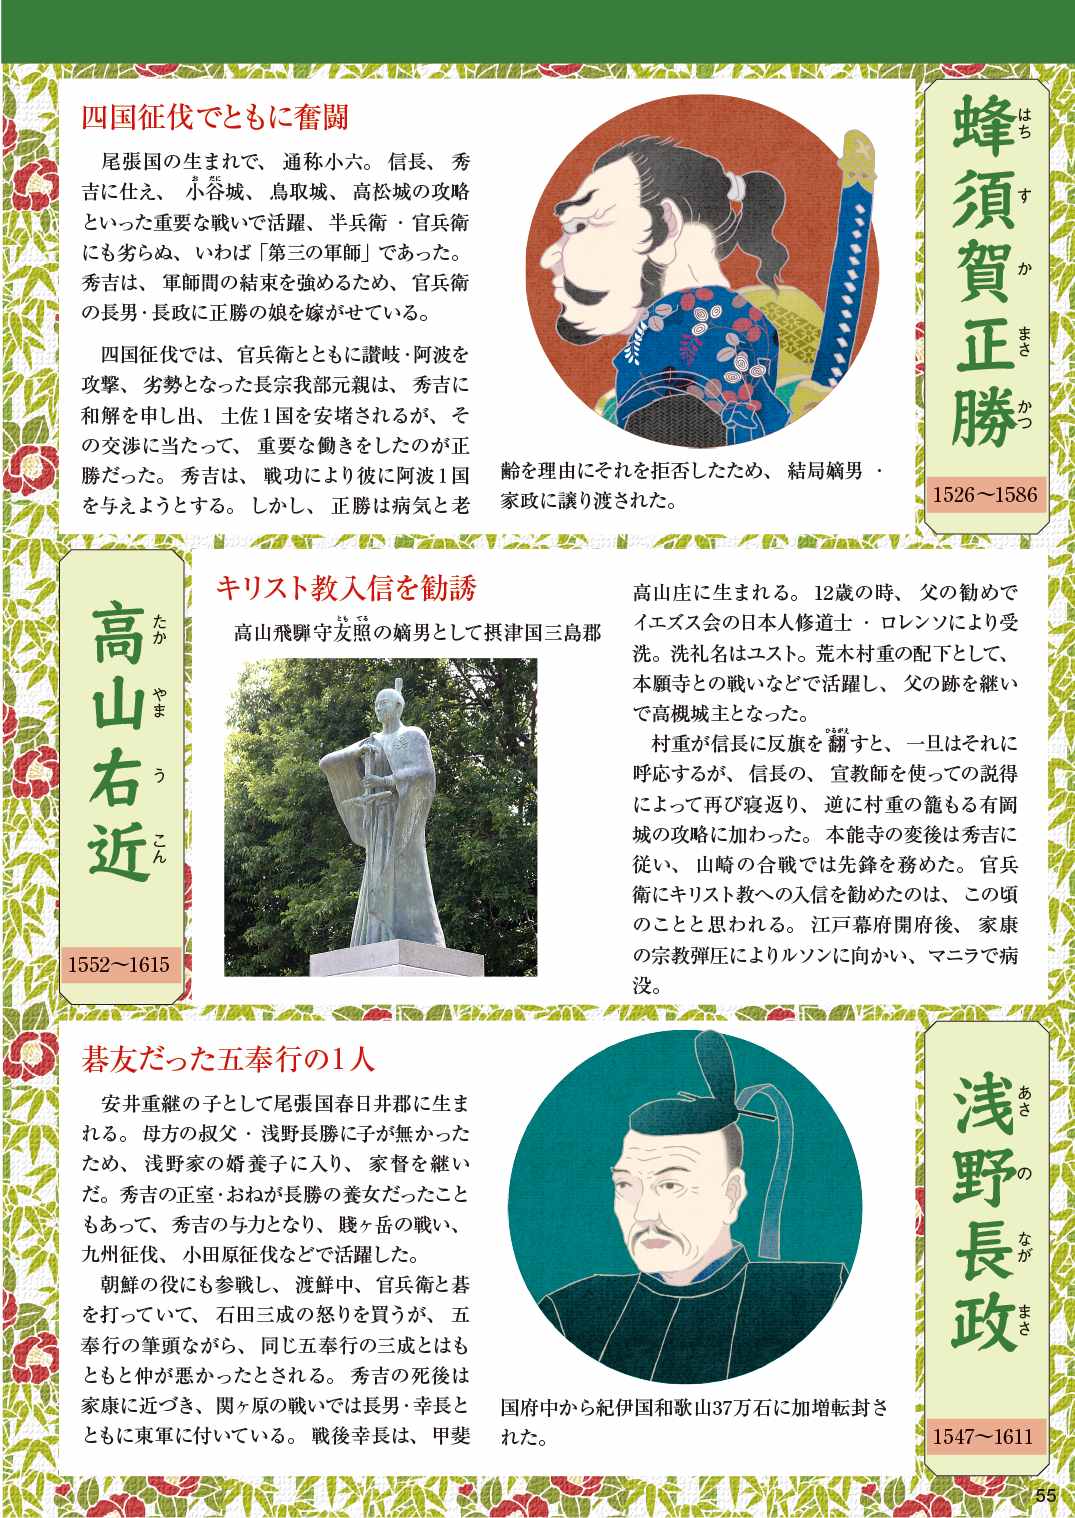 蜂須賀正勝
はち す か まさ かつ
1526〜1586
四国征伐でともに奮闘
尾張国の生まれで、通称小六。信長、秀
吉に仕え、小谷城、鳥取城、高松城の攻略
お だに
といった重要な戦いで活躍、半兵衛・官兵衛
にも劣らぬ、いわば「第三の軍師」であった。
秀吉は、軍師間の結束を強めるため、官兵衛
の長男・長政に正勝の娘を嫁がせている。
四国征伐では、官兵衛とともに讃岐・阿波を
攻撃、劣勢となった長宗我部元親は、秀吉に
和解を申し出、土佐1国を安堵されるが、そ
の交渉に当たって、重要な働きをしたのが正
勝だった。秀吉は、戦功により彼に阿波1国
を与えようとする。しかし、正勝は病気と老
齢を理由にそれを拒否したため、結局嫡男・
家政に譲り渡された。
高山右近
たか やま う こん
1552〜1615
キリスト教入信を勧誘
高山飛騨守友照の嫡男として摂津国三島郡
とも てる
高山庄に生まれる。12歳の時、父の勧めで
イエズス会の日本人修道士・ロレンソにより受
洗。洗礼名はユスト。荒木村重の配下として、
本願寺との戦いなどで活躍し、父の跡を継い
で高槻城主となった。
村重が信長に反旗を翻すと、一旦はそれに
ひるがえ
呼応するが、信長の、宣教師を使っての説得
によって再び寝返り、逆に村重の籠もる有岡
城の攻略に加わった。本能寺の変後は秀吉に
従い、山崎の合戦では先鋒を務めた。官兵
衛にキリスト教への入信を勧めたのは、この頃
のことと思われる。江戸幕府開府後、家康
の宗教弾圧によりルソンに向かい、マニラで病
没。
浅野長政
あさ の なが まさ
1547〜1611
碁友だった五奉行の1人
安井重継の子として尾張国春日井郡に生ま
れる。母方の叔父・浅野長勝に子が無かった
ため、浅野家の婿養子に入り、家督を継い
だ。秀吉の正室・おねが長勝の養女だったこと
もあって、秀吉の与力となり、賤ヶ岳の戦い、
九州征伐、小田原征伐などで活躍した。
朝鮮の役にも参戦し、渡鮮中、官兵衛と碁
を打っていて、石田三成の怒りを買うが、五
奉行の筆頭ながら、同じ五奉行の三成とはも
ともと仲が悪かったとされる。秀吉の死後は
家康に近づき、関ヶ原の戦いでは長男・幸長と
ともに東軍に付いている。戦後幸長は、甲斐
国府中から紀伊国和歌山37万石に加増転封さ
れた。
55